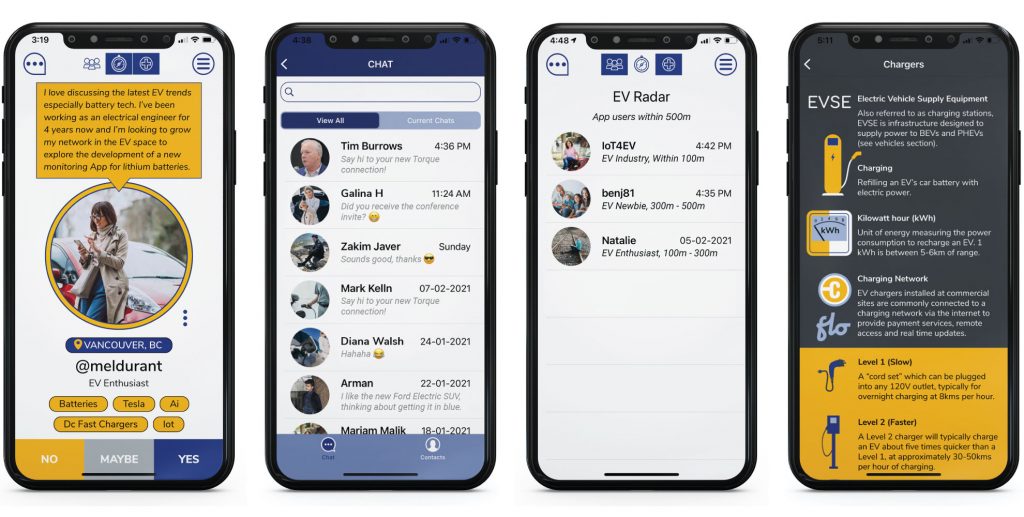 3:19
I love discussing the latest EV trends
especially battery tech. I've been
working as an electrical engineer for
4 years now and I'm looking to grow
my network in the EV space to
explore the development of a new
monitoring App for lithium batteries.
VANCOUVER, BC
@meldurant
EV Enthusiast
Batteries Tesla Ai
Dc Fast Chargers Iot
NO MAYBE YES
4:38
CHAT
View All Current Chats
Tim Burrows 4:36 PM
Say hi to your new Torque
connection!
Galina H 11:24 AM
Did you receive the conference
invite? 😁
Zakim Javer Sunday
Sounds good, thanks 😎
Mark Kelln 07-02-2021
Say hi to your new Torque
connection!
Diana Walsh 24-01-2021
Hahaha 😂
Arman 22-01-2021
I like the new Ford Electric SUV,
thinking about getting it in blue.
Mariam Malik 18-01-2021
Chat Contacts
4:48
EV Radar
App users within 500m
IoT4EV 4:42 PM
EV Industry, Within 100m
benj81 4:35 PM
EV Newbie, 300m - 500m
Natalie 05-02-2021
EV Enthusiast, 100m - 300m
5:11
Chargers
EVSE
Electric Vehicle Supply Equipment
Also referred to as charging stations,
EVSE is infrastructure designed to
supply power to BEVs and PHEVs
(see vehicles section).
Charging
Refilling an EV's car battery with
electric power.
kWh
Kilowatt hour (kWh)
Unit of energy measuring the power
consumption to recharge an EV. 1
kWh is between 5-6km of range.
Charging Network
EV chargers installed at commercial
sites are commonly connected to a
charging network via the internet to
provide payment services, remote
access and real time updates.
flo
Level 1 (Slow)
A "cord set" which can be plugged
into any 120V outlet, typically for
overnight charging at 8kms per hour.
Level 2 (Faster)
A Level 2 charger will typically charge
an EV about five times quicker than a
Level 1, at approximately 30-50kms
per hour of charging.